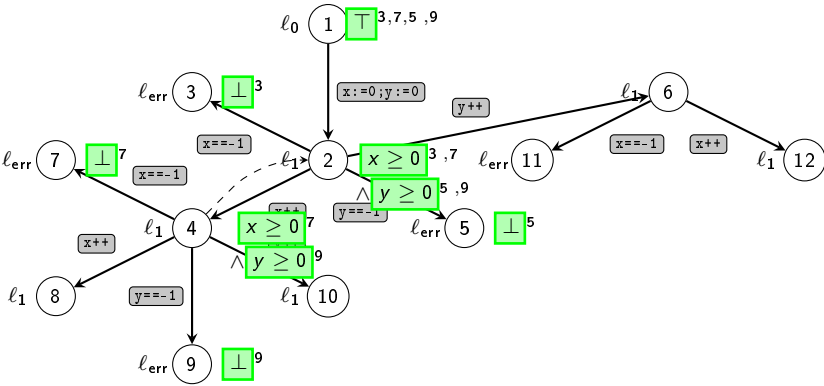 ℓ0 1 ⊤ 3,7,5 ,9
ℓerr 3 ⊥ 3
x:=0;y:=0
y++
ℓ1 6
x==-1
ℓerr 7 ⊥ 7
x==-1
ℓ1 2 x ≥ 0 3 ,7
∧ y ≥ 0 5 ,9
x==-1
x++
ℓerr 11
ℓ1 12
y==-1
ℓ1 4 x ≥ 0 7
∧ y ≥ 0 9
ℓerr 5 ⊥ 5
x++
ℓ1 8
y==-1
ℓ1 10
ℓerr 9 ⊥ 9